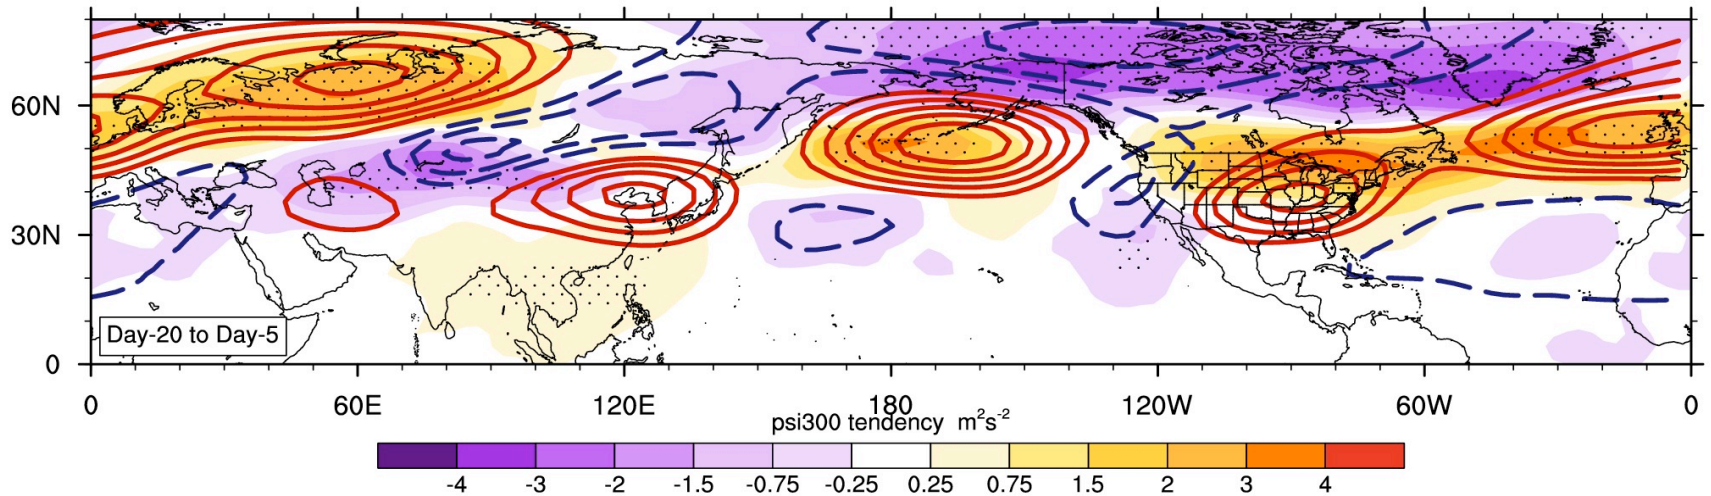 60N
30N
0
Day-20 to Day-5
0 60E 120E 180 120W 60W 0
psi300 tendency m²s⁻²
-4 -3 -2 -1.5 -0.75 -0.25 0.25 0.75 1.5 2 3 4